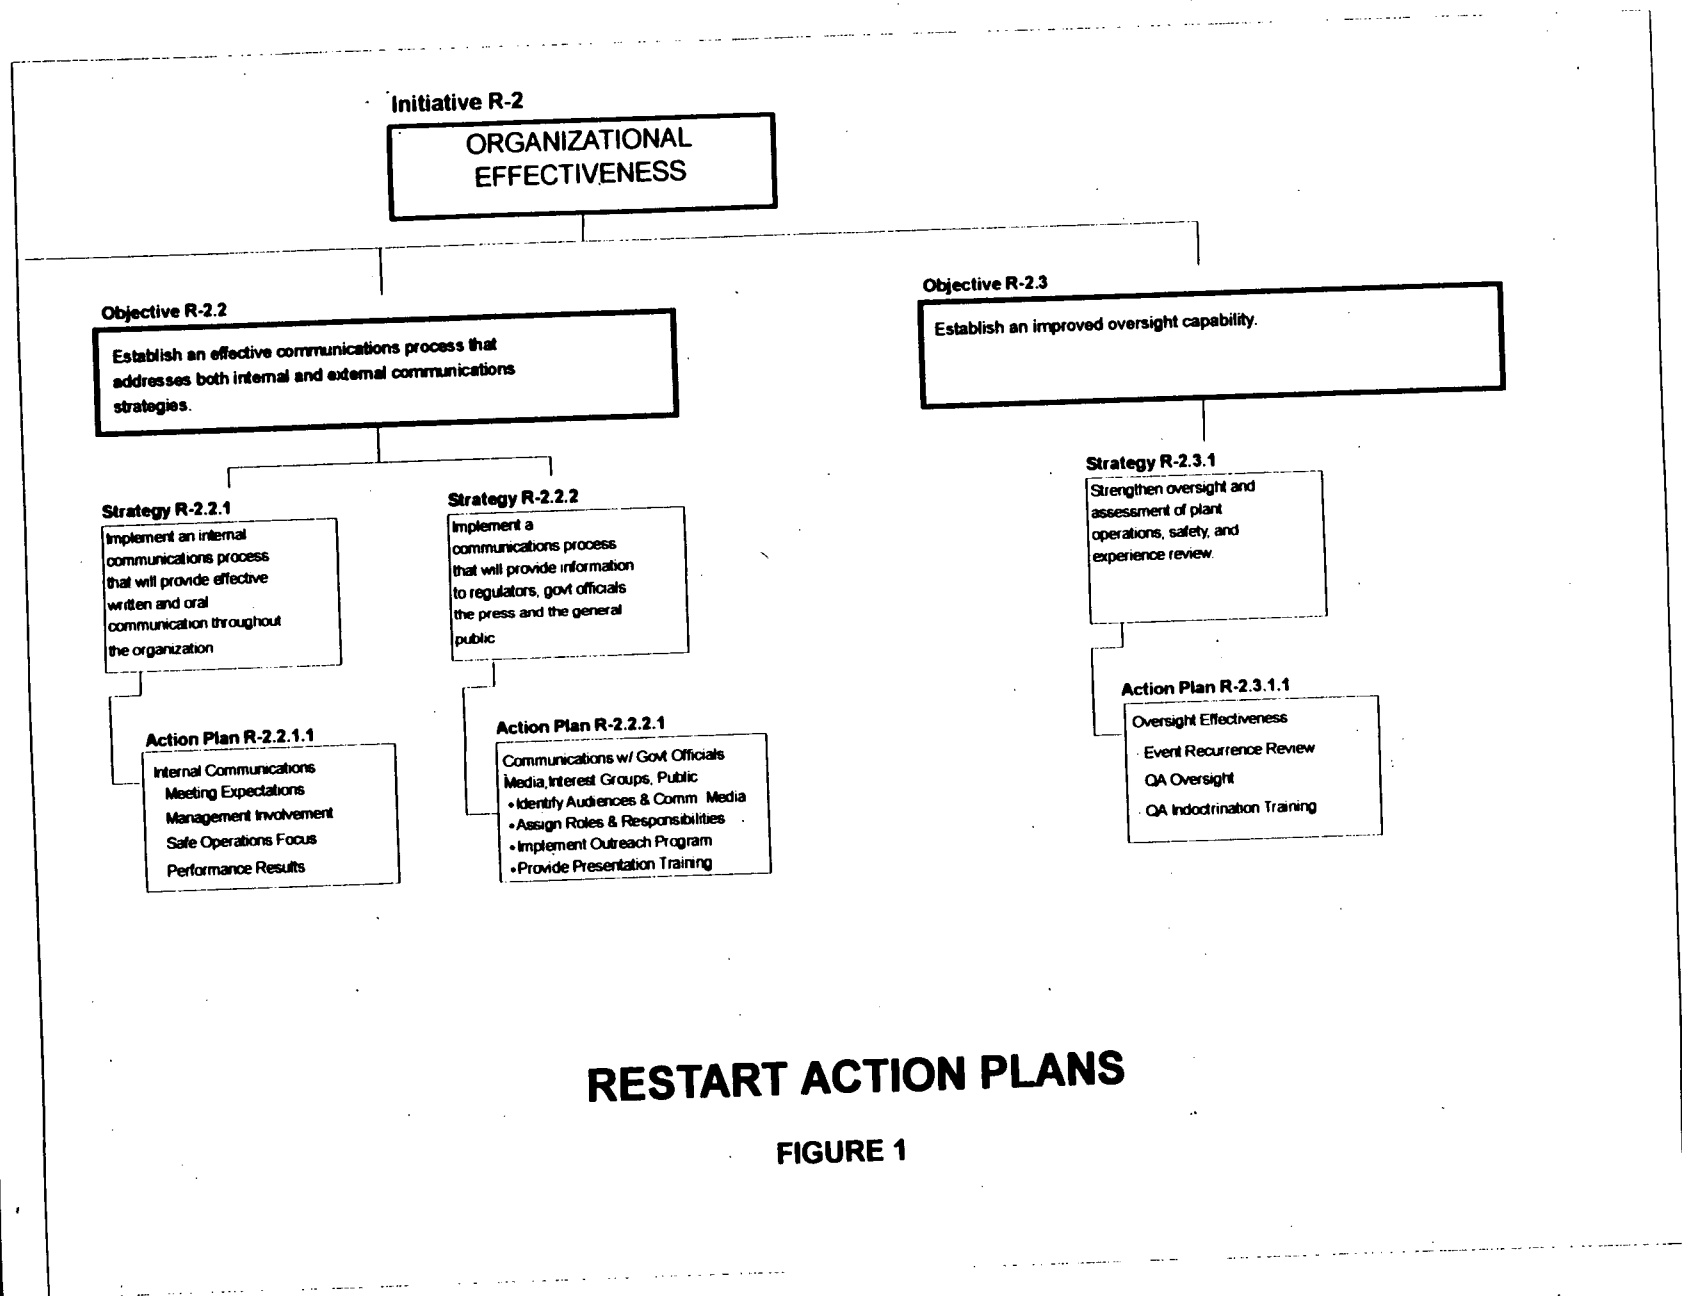 Initiative R-2
ORGANIZATIONAL
EFFECTIVENESS
Objective R-2.2
Establish an effective communications process that
addresses both internal and external communications
strategies.
Objective R-2.3
Establish an improved oversight capability.
Strategy R-2.2.1
Implement an internal
communications process
that will provide effective
written and oral
communication throughout
the organization
Strategy R-2.2.2
Implement a
communications process
that will provide information
to regulators, govt officials
the press and the general
public
Strategy R-2.3.1
Strengthen oversight and
assessment of plant
operations, safety, and
experience review.
Action Plan R-2.2.1.1
Internal Communications
Meeting Expectations
Management Involvement
Safe Operations Focus
Performance Results
Action Plan R-2.2.2.1
Communications w/ Govt Officials
Media, Interest Groups, Public
• Identify Audiences & Comm Media
• Assign Roles & Responsibilities
• Implement Outreach Program
• Provide Presentation Training
Action Plan R-2.3.1.1
Oversight Effectiveness
· Event Recurrence Review
QA Oversight
· QA Indoctrination Training
RESTART ACTION PLANS
FIGURE 1